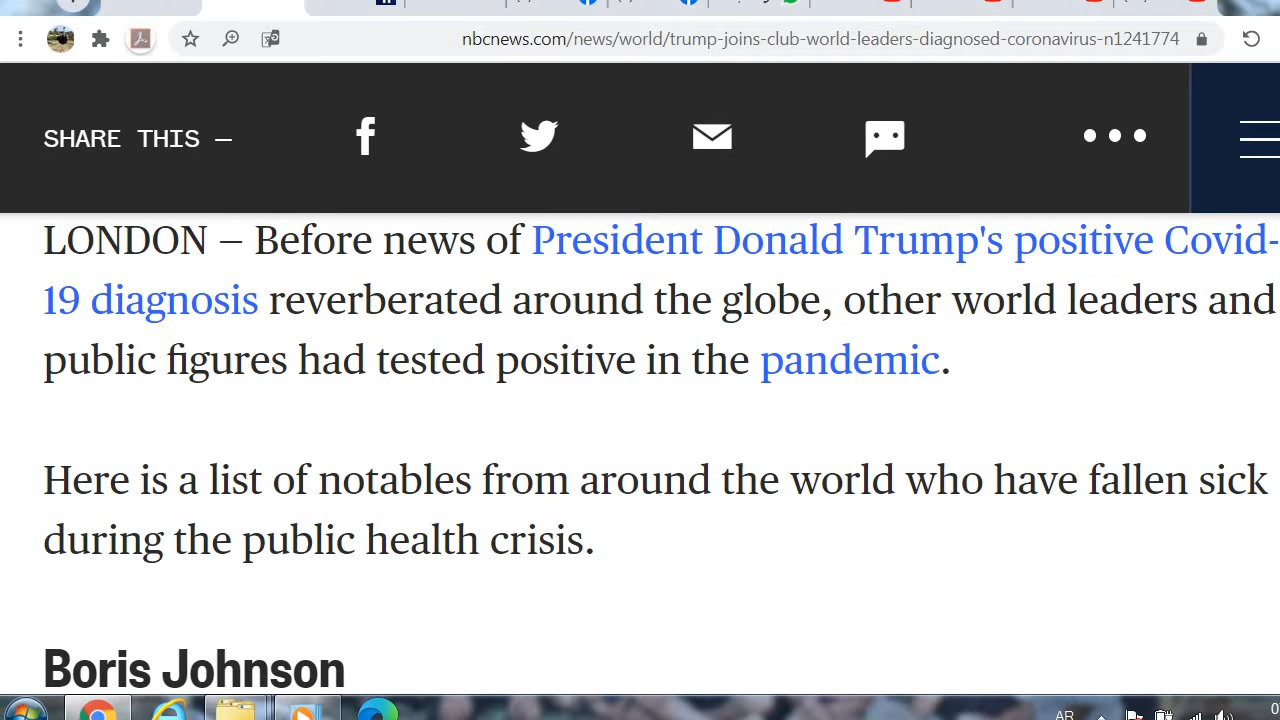 nbcnews.com/news/world/trump-joins-club-world-leaders-diagnosed-coronavirus-n1241774
SHARE THIS —
LONDON — Before news of President Donald Trump's positive Covid-
19 diagnosis reverberated around the globe, other world leaders and
public figures had tested positive in the pandemic.
Here is a list of notables from around the world who have fallen sick
during the public health crisis.
Boris Johnson
AR